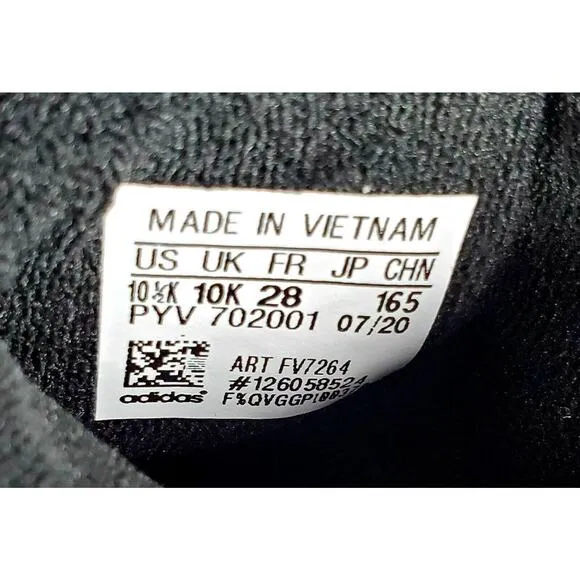 MADE IN VIETNAM
US UK FR JP CHN
10½K 10K 28 165
PYV 702001 07/20
ART FV7264
#126058524
adidas